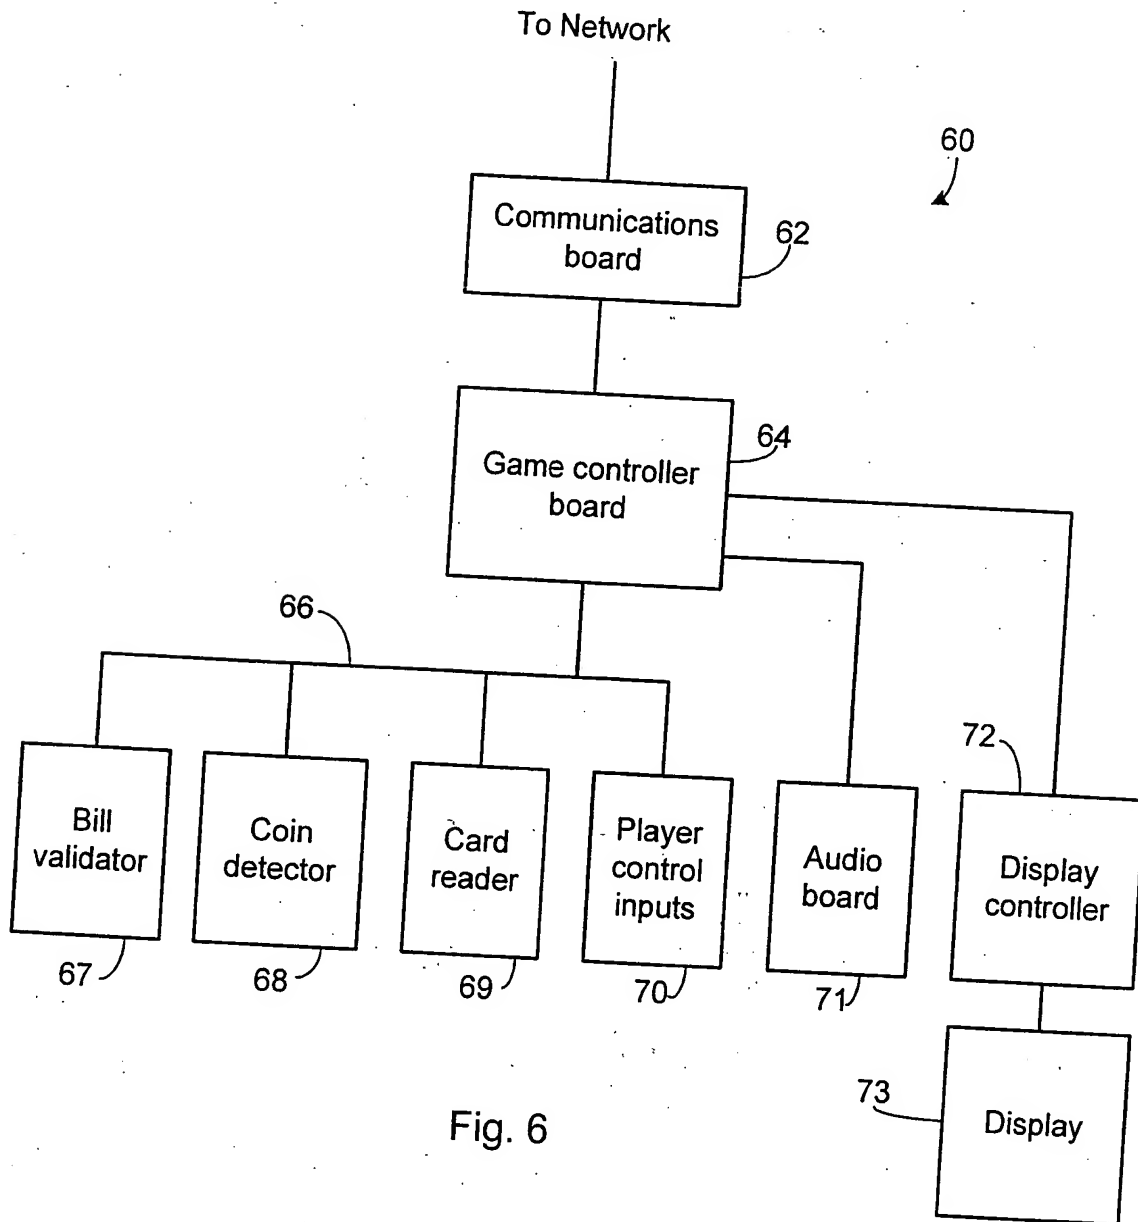 To Network
60
Communications
board
62
Game controller
board
64
66
72
Bill
validator
Coin
detector
Card
reader
Player
control
inputs
Audio
board
Display
controller
67
68
69
70
71
73
Display
Fig. 6